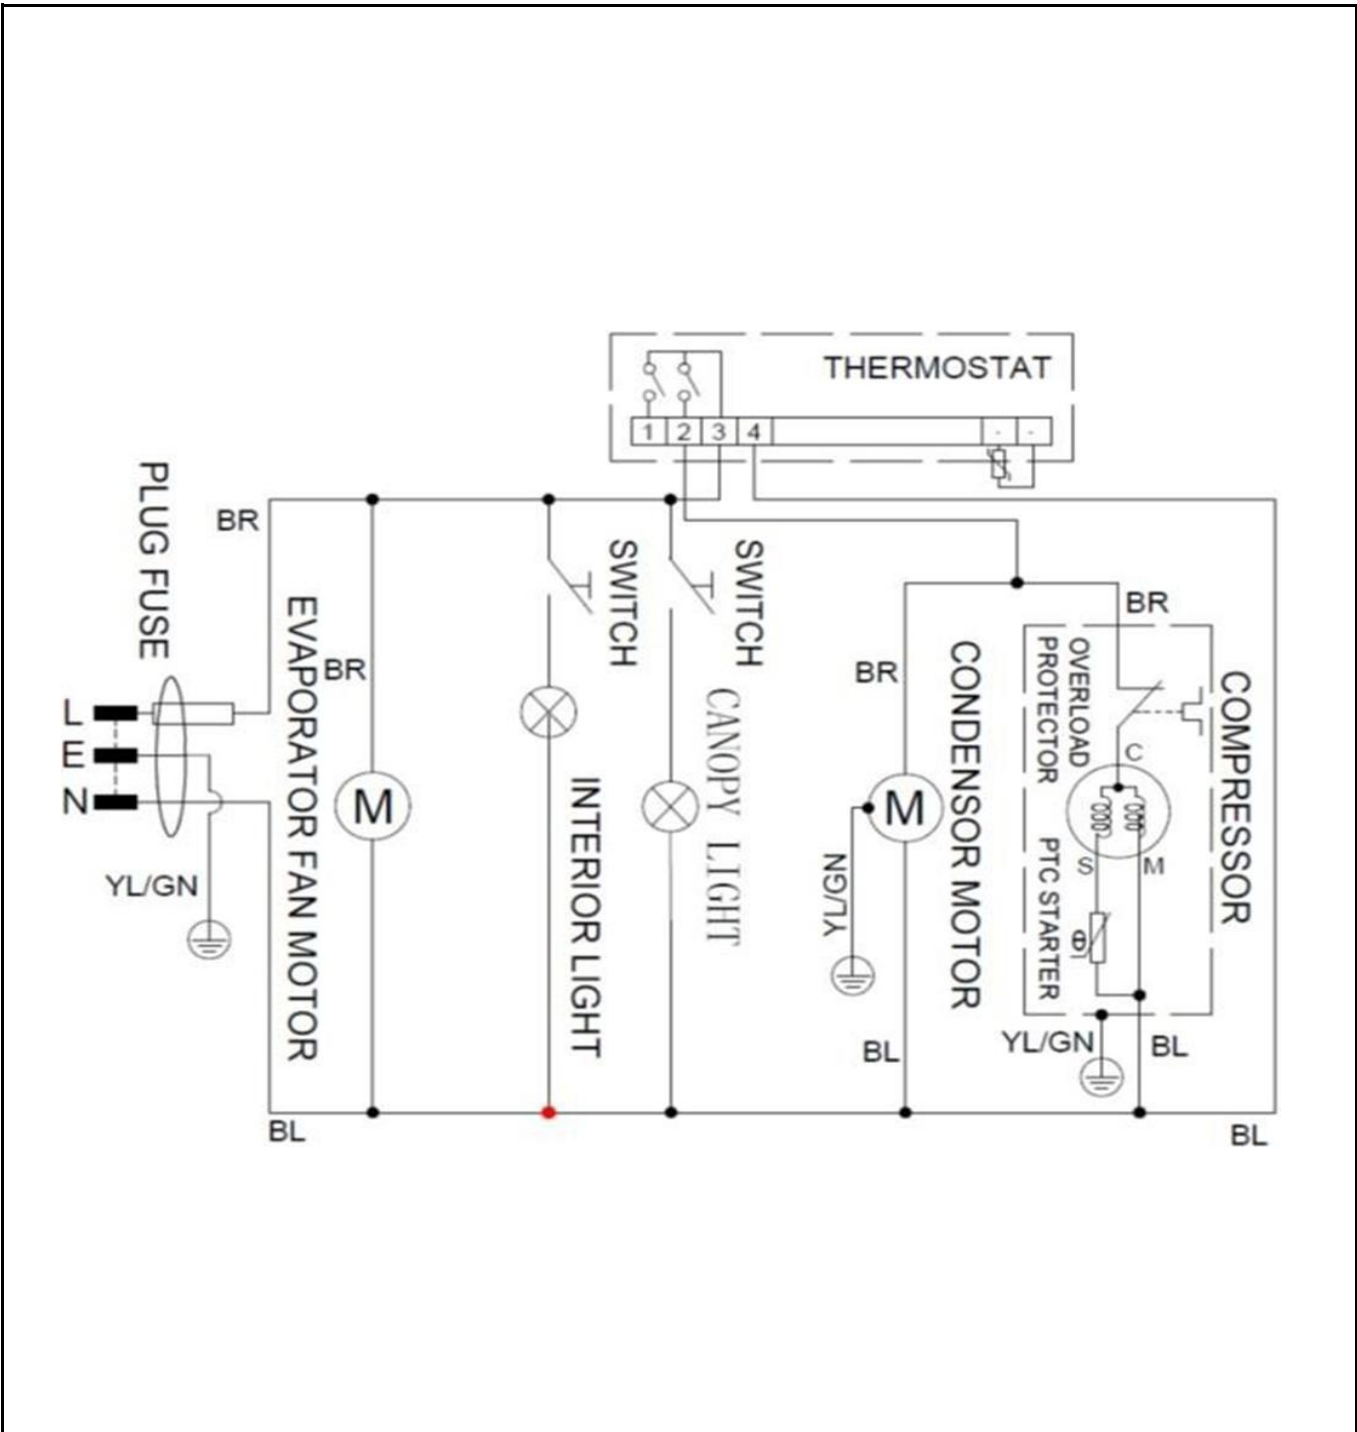 THERMOSTAT
1 2 3 4 - -
PLUG FUSE
BR
L
E
N
YL/GN
EVAPORATOR FAN MOTOR
BR
M
SWITCH
INTERIOR LIGHT
SWITCH
CANOPY LIGHT
BR
M
CONDENSOR MOTOR
YL/GN
BL
BR
OVERLOAD
PROTECTOR
COMPRESSOR
C
S
M
PTC STARTER
YL/GN
BL
BL
BL